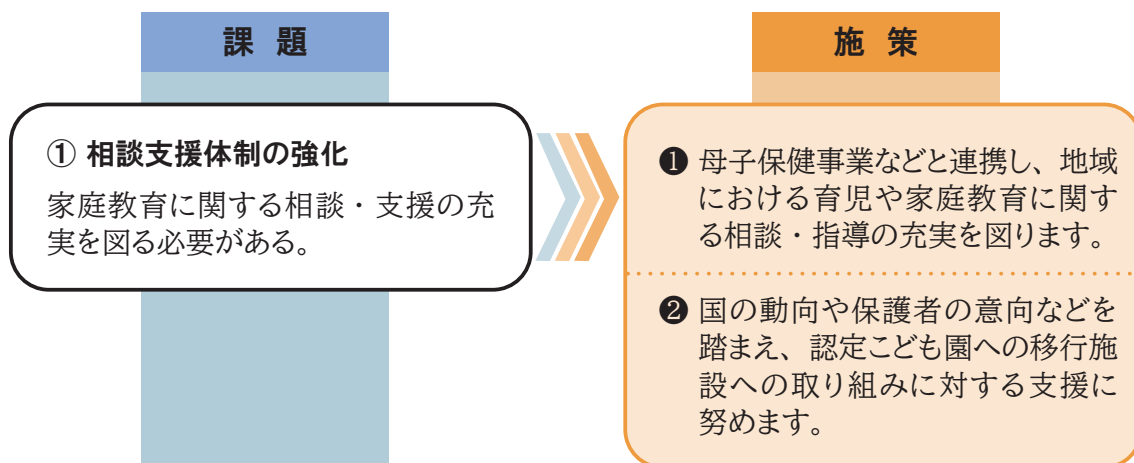 課 題
施 策
① 相談支援体制の強化
家庭教育に関する相談・支援の充
実を図る必要がある。
❶ 母子保健事業などと連携し、地域
における育児や家庭教育に関す
る相談・指導の充実を図ります。
❷ 国の動向や保護者の意向などを
踏まえ、認定こども園への移行施
設への取り組みに対する支援に
努めます。